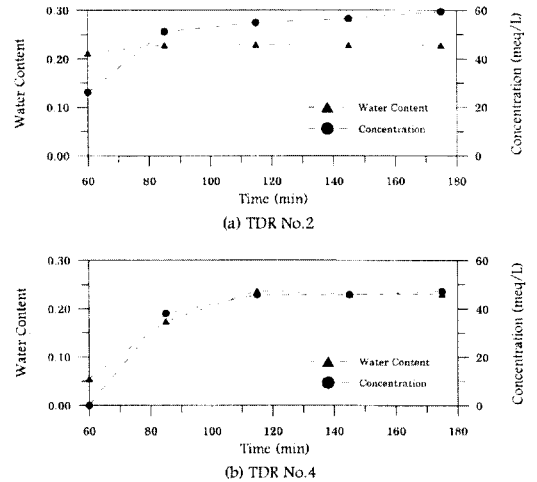 0.30
0.20
0.10
0.00
Water Content
60
40
20
0
Concentration (meq/L)
Water Content
Concentration
60 80 100 120 140 160 180
Time (min)
(a) TDR No.2
0.30
0.20
0.10
0.00
Water Content
60
40
20
0
Concentration (meq/L)
Water Content
Concentration
60 80 100 120 140 160 180
Time (min)
(b) TDR No.4